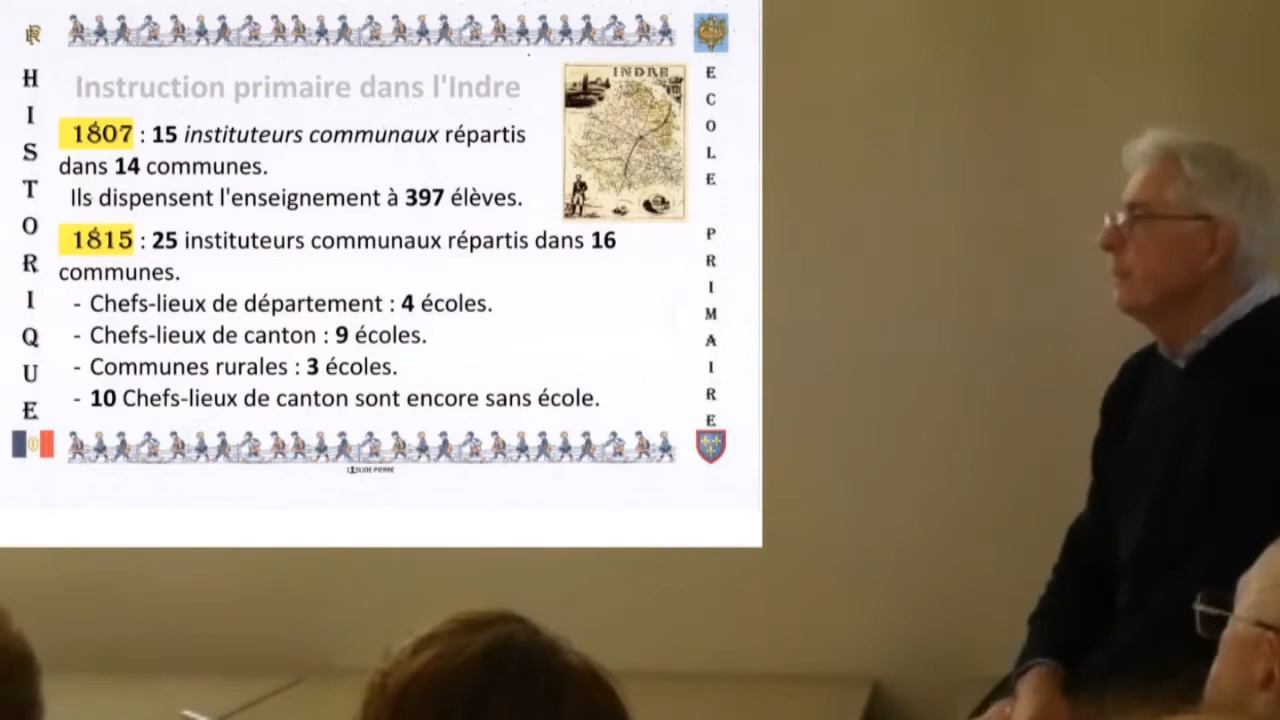 HISTORIQUE
Instruction primaire dans l'Indre
INDRE
1807 : 15 instituteurs communaux répartis
dans 14 communes.
Ils dispensent l'enseignement à 397 élèves.
1815 : 25 instituteurs communaux répartis dans 16
communes.
- Chefs-lieux de département : 4 écoles.
- Chefs-lieux de canton : 9 écoles.
- Communes rurales : 3 écoles.
- 10 Chefs-lieux de canton sont encore sans école.
ECOLE PRIMAIRE